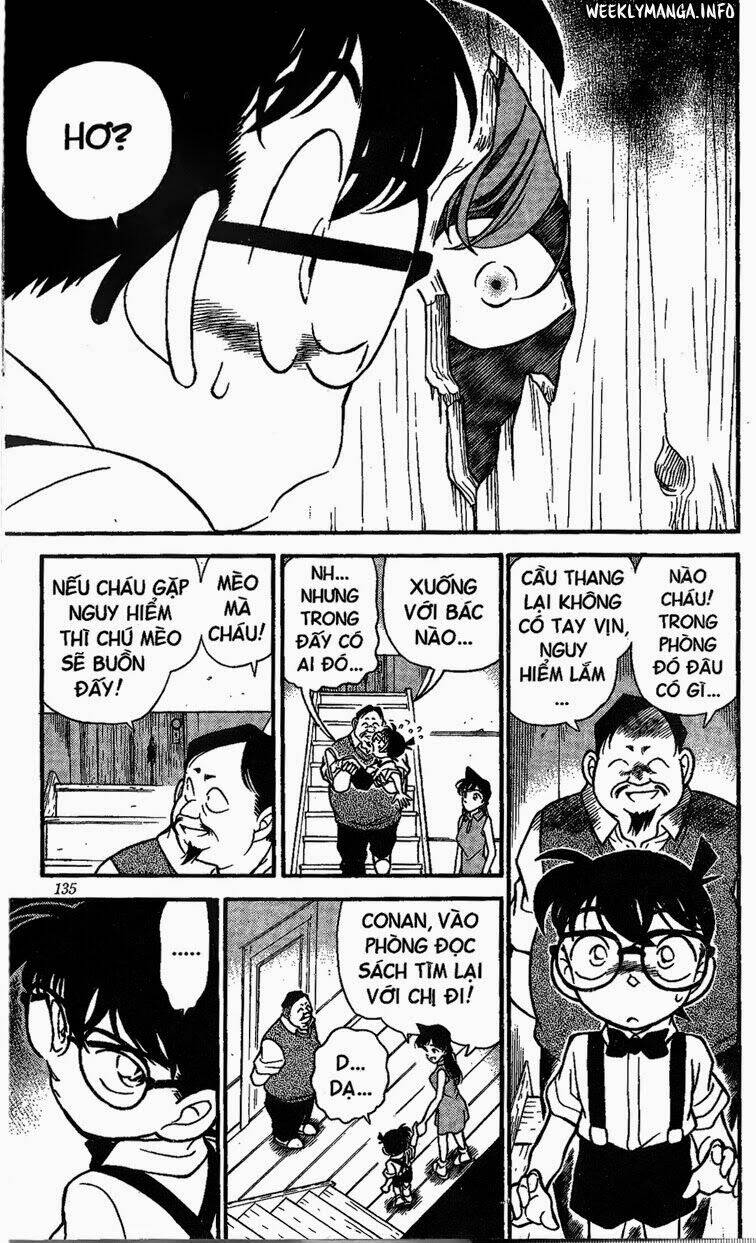 WEEKLYMANGA.INFO
HƠ?
NÀO
CHÁU!
TRONG
PHÒNG
ĐÓ ĐÂU
CÓ GÌ...
CẦU THANG
LẠI KHÔNG
CÓ TAY VỊN,
NGUY
HIỂM LẮM
...
XUỐNG
VỚI BÁC
NÀO...
NH...
NHƯNG
TRONG
ĐẤY CÓ
AI ĐÓ...
MÈO
MÀ
CHÁU!
NẾU CHÁU GẶP
NGUY HIỂM
THÌ CHÚ MÈO
SẼ BUỒN
ĐẤY!
135
CONAN, VÀO
PHÒNG ĐỌC
SÁCH TÌM LẠI
VỚI CHỊ ĐI!
D...
DẠ...
......